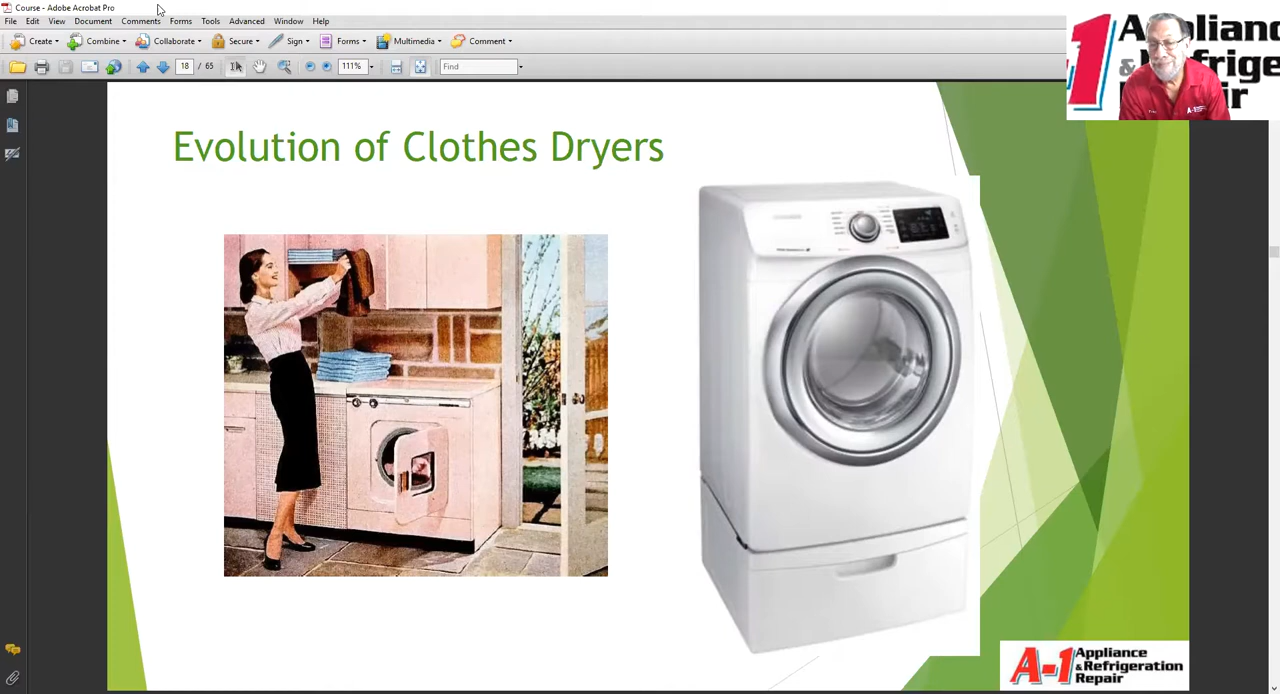 Course - Adobe Acrobat Pro
File Edit View Document Comments Forms Tools Advanced Window Help
Create Combine Collaborate Secure Sign Forms Multimedia Comment
18 / 65 111% Find
Evolution of Clothes Dryers
A-1 Appliance
&Refrigeration
Repair